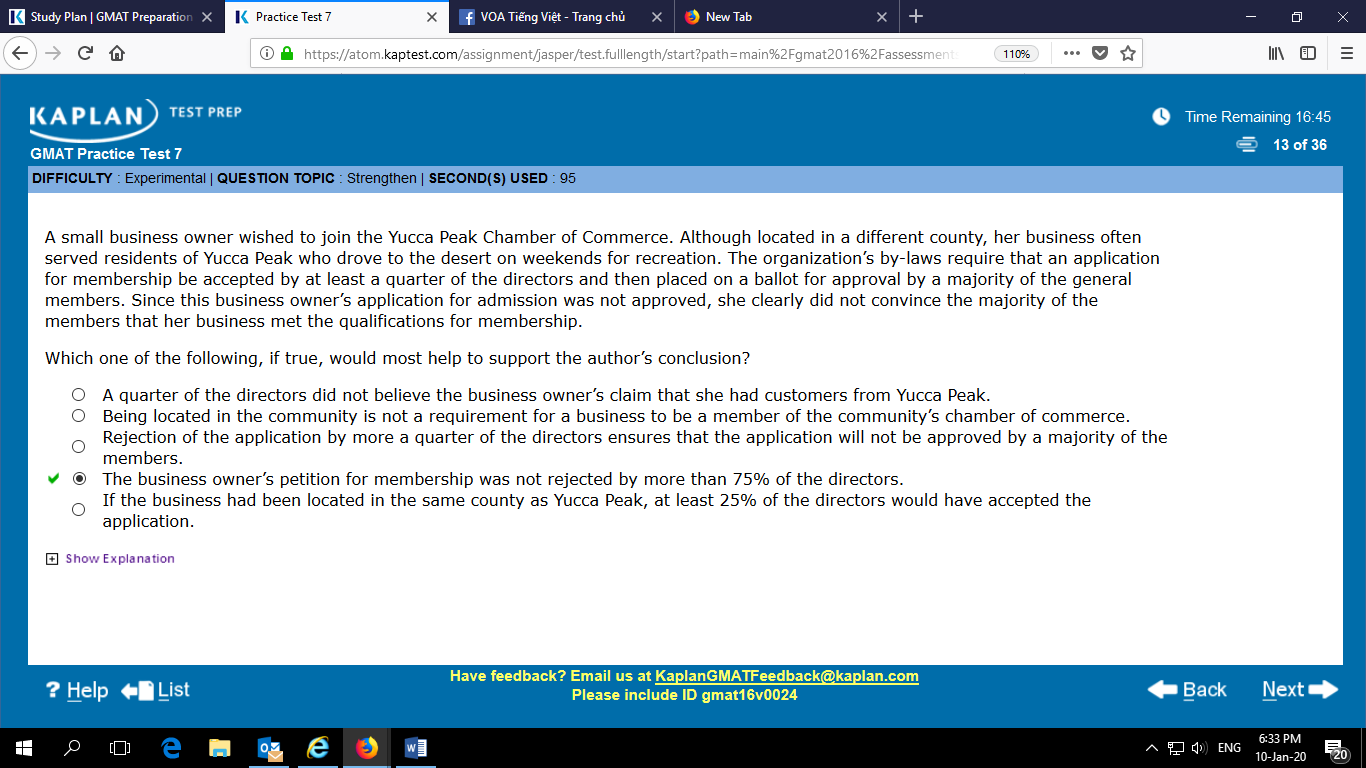 Study Plan | GMAT Preparation
Practice Test 7
VOA Tiếng Việt - Trang chủ
New Tab
https://atom.kaptest.com/assignment/jasper/test.fulllength/start?path=main%2Fgmat2016%2Fassessment
110%
KAPLAN TEST PREP
Time Remaining 16:45
GMAT Practice Test 7
13 of 36
DIFFICULTY : Experimental | QUESTION TOPIC : Strengthen | SECOND(S) USED : 95
A small business owner wished to join the Yucca Peak Chamber of Commerce. Although located in a different county, her business often
served residents of Yucca Peak who drove to the desert on weekends for recreation. The organization's by-laws require that an application
for membership be accepted by at least a quarter of the directors and then placed on a ballot for approval by a majority of the general
members. Since this business owner's application for admission was not approved, she clearly did not convince the majority of the
members that her business met the qualifications for membership.
Which one of the following, if true, would most help to support the author's conclusion?
A quarter of the directors did not believe the business owner's claim that she had customers from Yucca Peak.
Being located in the community is not a requirement for a business to be a member of the community's chamber of commerce.
Rejection of the application by more a quarter of the directors ensures that the application will not be approved by a majority of the
members.
The business owner's petition for membership was not rejected by more than 75% of the directors.
If the business had been located in the same county as Yucca Peak, at least 25% of the directors would have accepted the
application.
Show Explanation
Have feedback? Email us at KaplanGMATFeedback@kaplan.com
Please include ID gmat16v0024
? Help
List
Back
Next
ENG
6:33 PM
10-Jan-20
20